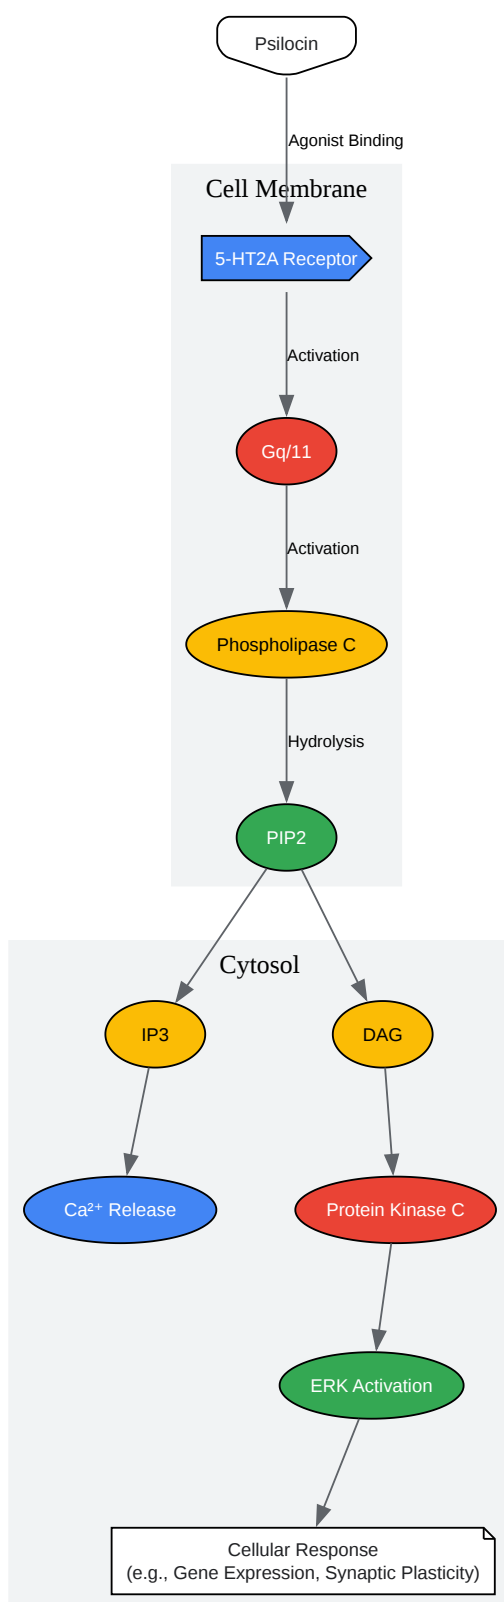 Psilocin
Agonist Binding
Cell Membrane
5-HT2A Receptor
Activation
Gq/11
Activation
Phospholipase C
Hydrolysis
PIP2
Cytosol
IP3
DAG
Ca²⁺ Release
Protein Kinase C
ERK Activation
Cellular Response
(e.g., Gene Expression, Synaptic Plasticity)